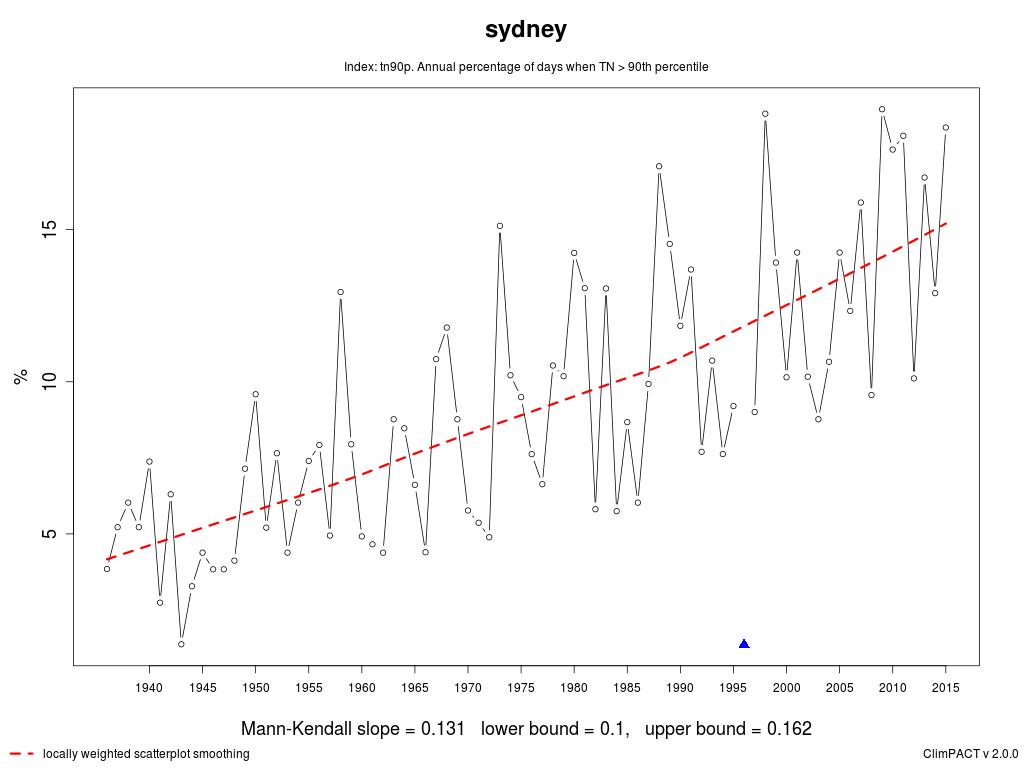 sydney
Index: tn90p. Annual percentage of days when TN > 90th percentile
%
15
10
5
1940 1945 1950 1955 1960 1965 1970 1975 1980 1985 1990 1995 2000 2005 2010 2015
Mann-Kendall slope = 0.131 lower bound = 0.1, upper bound = 0.162
locally weighted scatterplot smoothing
ClimPACT v 2.0.0